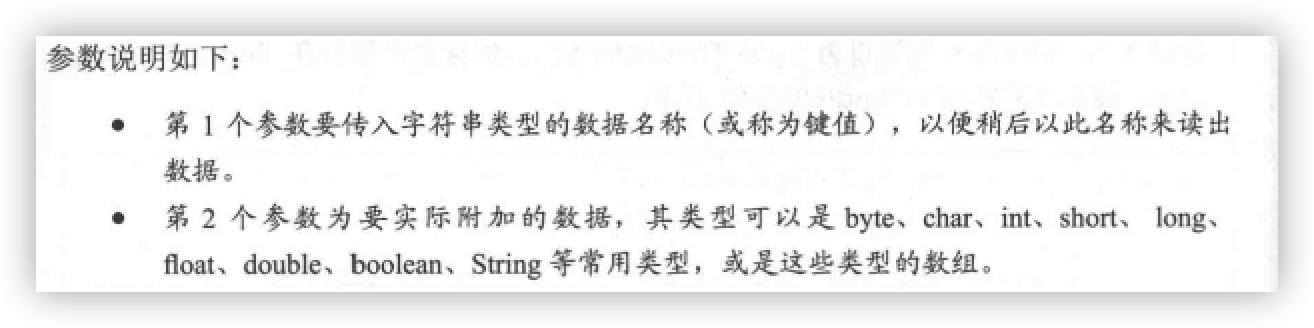 参数说明如下：
● 第 1 个参数要传入字符串类型的数据名称（或称为键值），以便稍后以此名称来读出
数据。
● 第 2 个参数为要实际附加的数据，其类型可以是 byte、char、int、short、 long、
float、double、boolean、String 等常用类型，或是这些类型的数组。